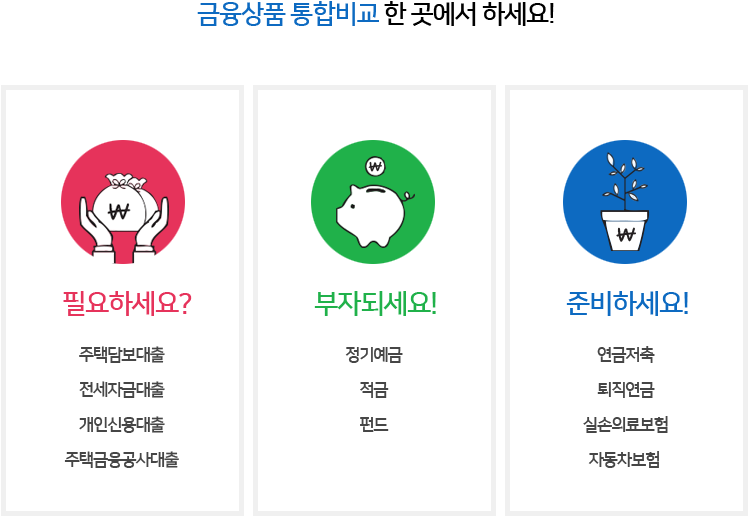 금융상품 통합비교 한 곳에서 하세요!
필요하세요?
주택담보대출
전세자금대출
개인신용대출
주택금융공사대출
부자되세요!
정기예금
적금
펀드
준비하세요!
연금저축
퇴직연금
실손의료보험
자동차보험